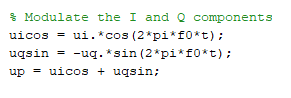 % Modulate the I and Q components
uicos = ui.*cos(2*pi*f0*t);
uqsin = -uq.*sin(2*pi*f0*t);
up = uicos + uqsin;